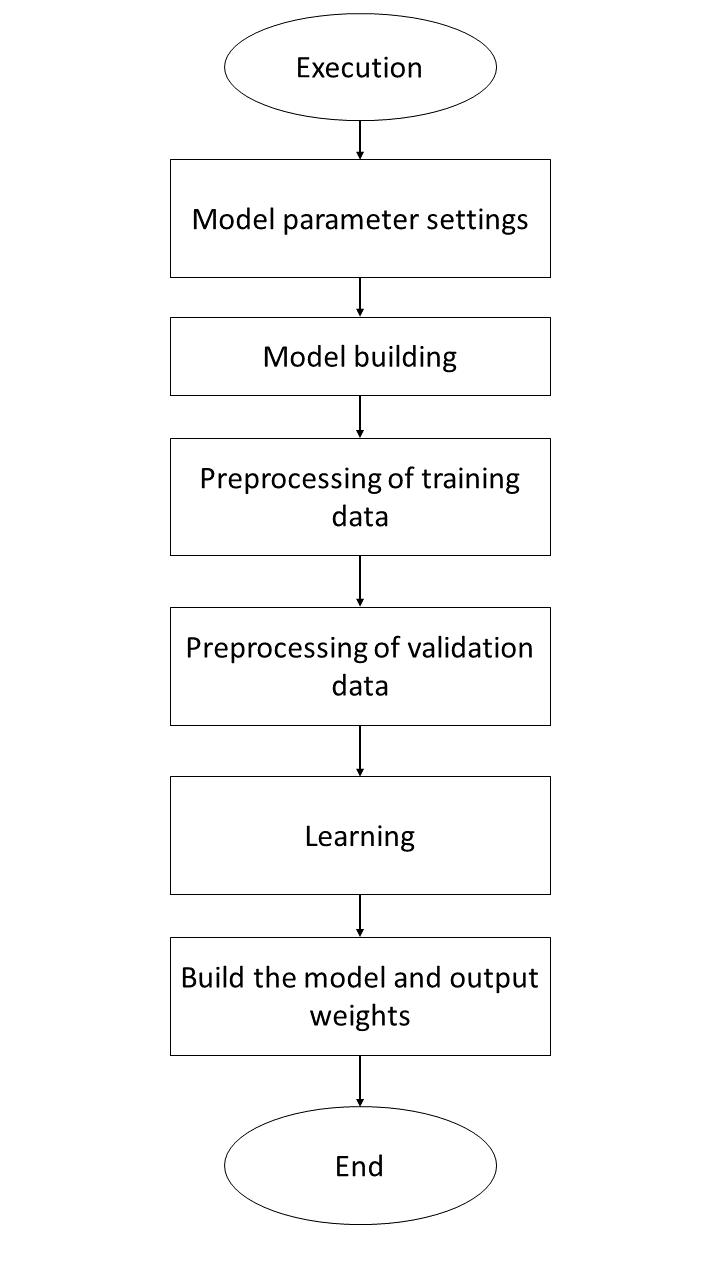 Execution
Model parameter settings
Model building
Preprocessing of training
data
Preprocessing of validation
data
Learning
Build the model and output
weights
End